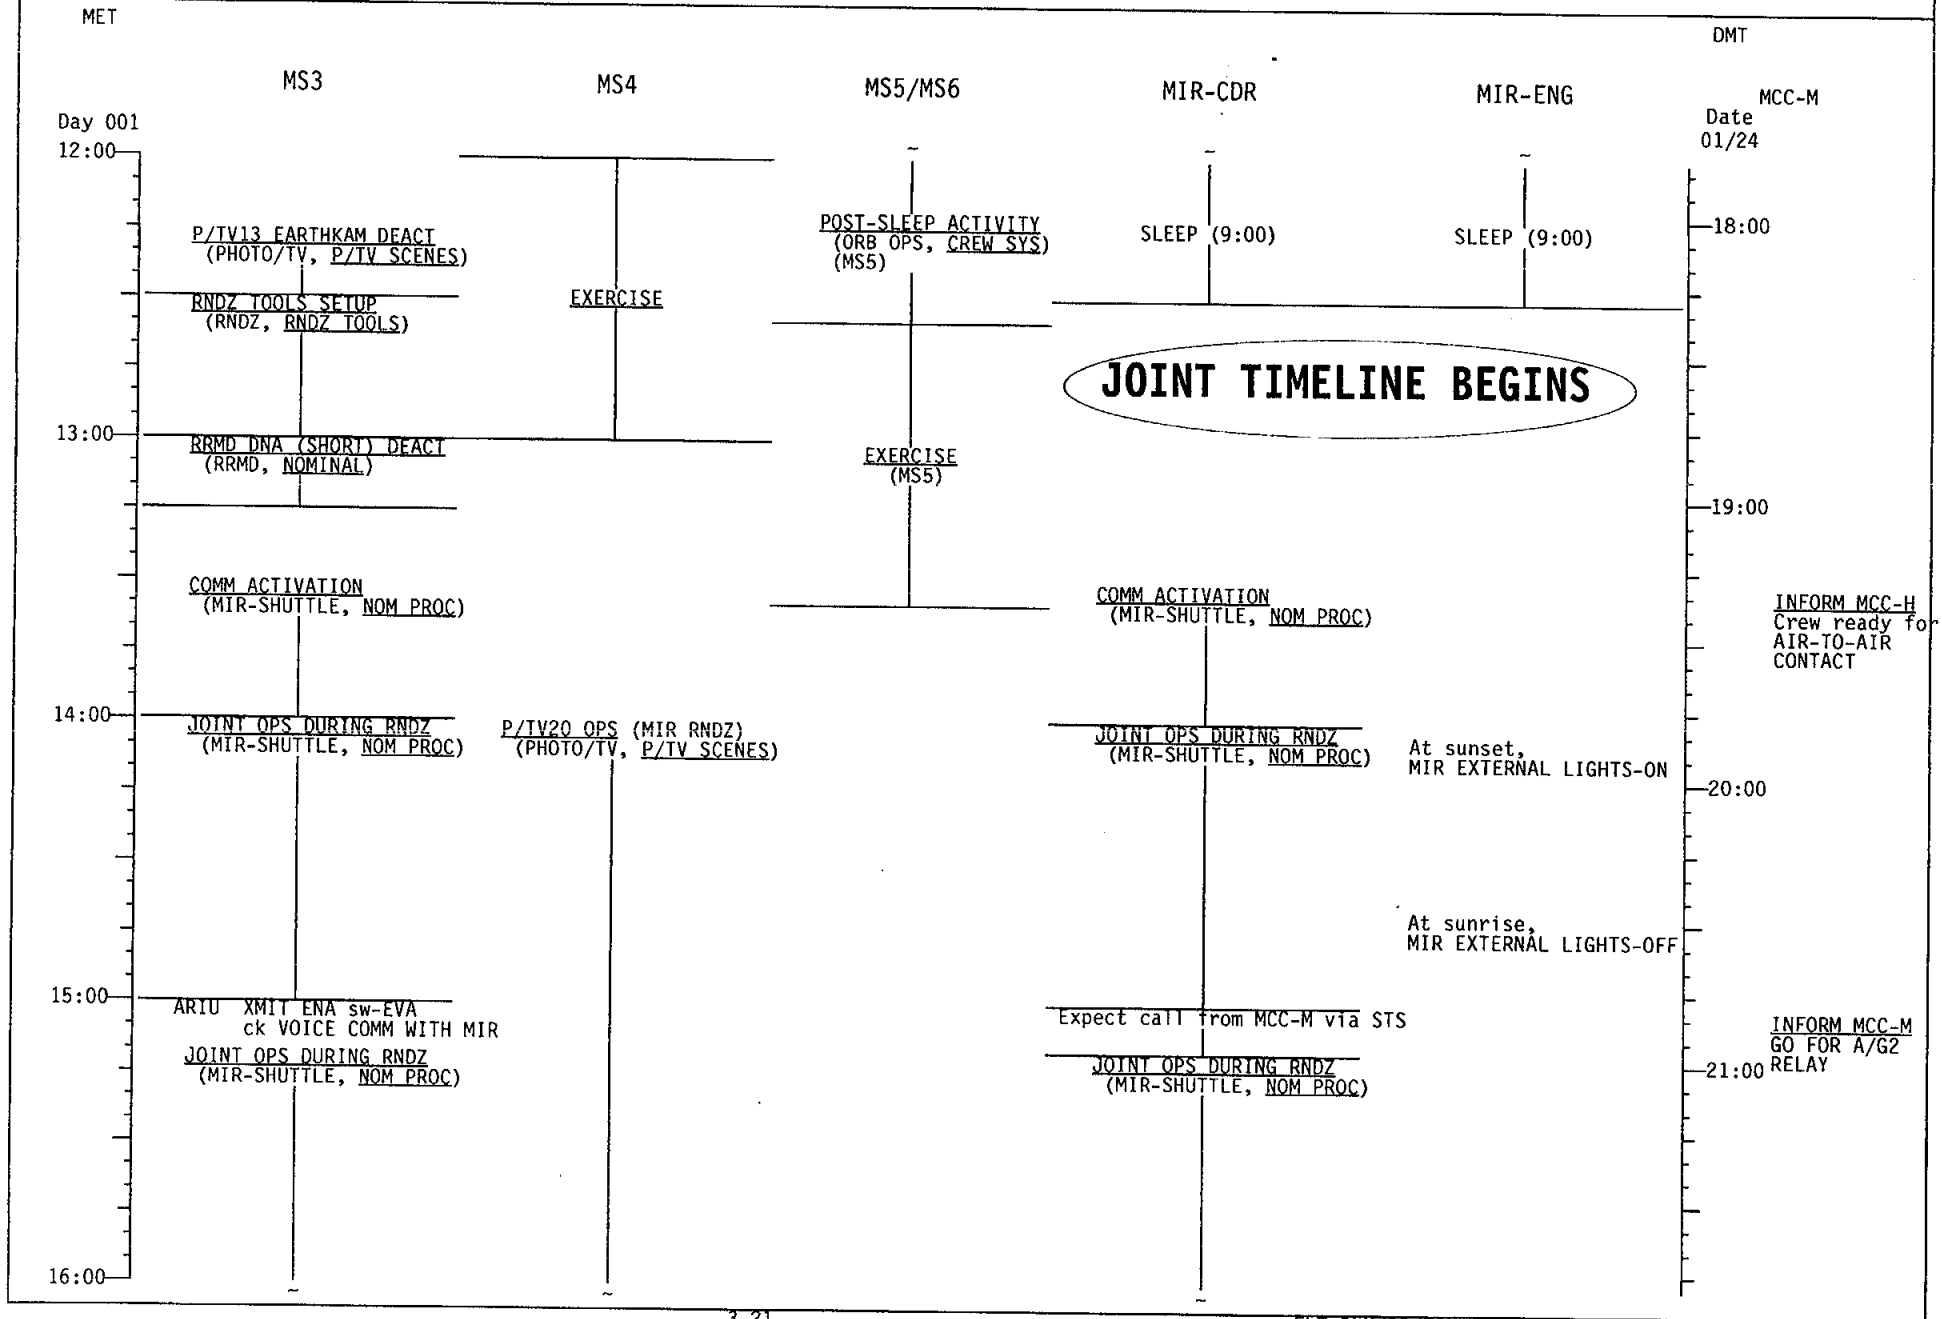 MET
DMT
MS3
MS4
MS5/MS6
MIR-CDR
MIR-ENG
MCC-M
Day 001
Date
01/24
12:00
~
~
~
P/TV13 EARTHKAM DEACT
(PHOTO/TV, P/TV SCENES)
POST-SLEEP ACTIVITY
(ORB OPS, CREW SYS)
(MS5)
SLEEP (9:00)
SLEEP (9:00)
18:00
RNDZ TOOLS SETUP
(RNDZ, RNDZ TOOLS)
EXERCISE
JOINT TIMELINE BEGINS
13:00
RRMD DNA (SHORT) DEACT
(RRMD, NOMINAL)
EXERCISE
(MS5)
19:00
COMM ACTIVATION
(MIR-SHUTTLE, NOM PROC)
COMM ACTIVATION
(MIR-SHUTTLE, NOM PROC)
INFORM MCC-H
Crew ready for
AIR-TO-AIR
CONTACT
14:00
JOINT OPS DURING RNDZ
(MIR-SHUTTLE, NOM PROC)
P/TV20 OPS (MIR RNDZ)
(PHOTO/TV, P/TV SCENES)
JOINT OPS DURING RNDZ
(MIR-SHUTTLE, NOM PROC)
At sunset,
MIR EXTERNAL LIGHTS-ON
20:00
At sunrise,
MIR EXTERNAL LIGHTS-OFF
15:00
ARIU XMIT ENA sw-EVA
ck VOICE COMM WITH MIR
JOINT OPS DURING RNDZ
(MIR-SHUTTLE, NOM PROC)
Expect call from MCC-M via STS
JOINT OPS DURING RNDZ
(MIR-SHUTTLE, NOM PROC)
INFORM MCC-M
GO FOR A/G2
RELAY
21:00
16:00
~
~
~
3-21